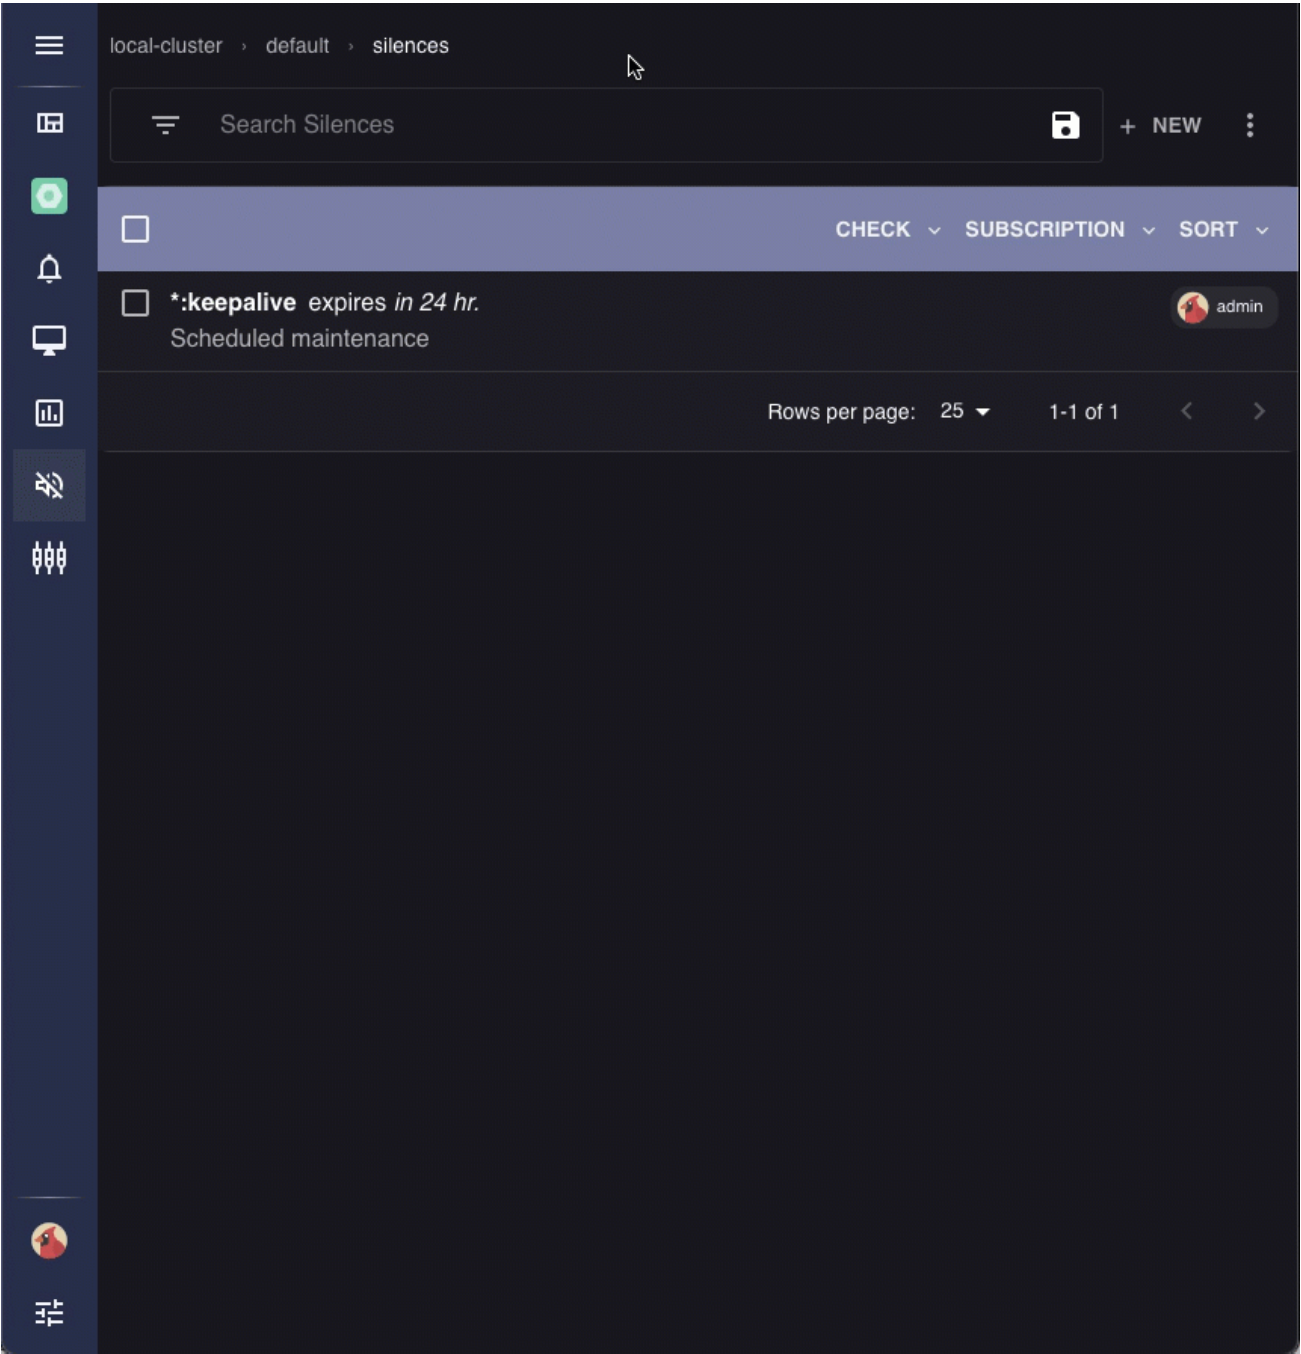 local-cluster › default › silences
Search Silences
+ NEW
CHECK SUBSCRIPTION SORT
*:keepalive expires in 24 hr.
admin
Scheduled maintenance
Rows per page: 25 1-1 of 1